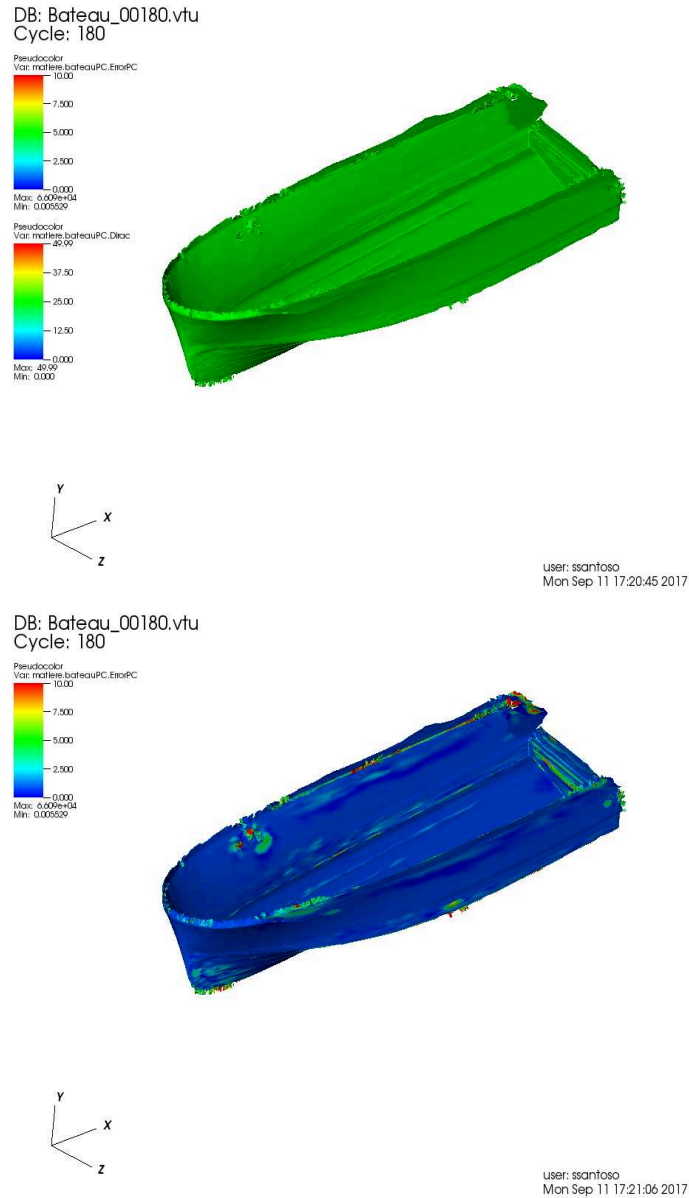 DB: Bateau_00180.vtu
Cycle: 180
Pseudocolor
Var: matiere.bateauPC.ErrorPC
10.00
7.500
5.000
2.500
0.000
Max: 6.609e+04
Min: 0.005529
Pseudocolor
Var: matiere.bateauPC.Dirac
49.99
37.50
25.00
12.50
0.000
Max: 49.99
Min: 0.000
Y
X
Z
user: ssantoso
Mon Sep 11 17:20:45 2017
DB: Bateau_00180.vtu
Cycle: 180
Pseudocolor
Var: matiere.bateauPC.ErrorPC
10.00
7.500
5.000
2.500
0.000
Max: 6.609e+04
Min: 0.005529
Y
X
Z
user: ssantoso
Mon Sep 11 17:21:06 2017